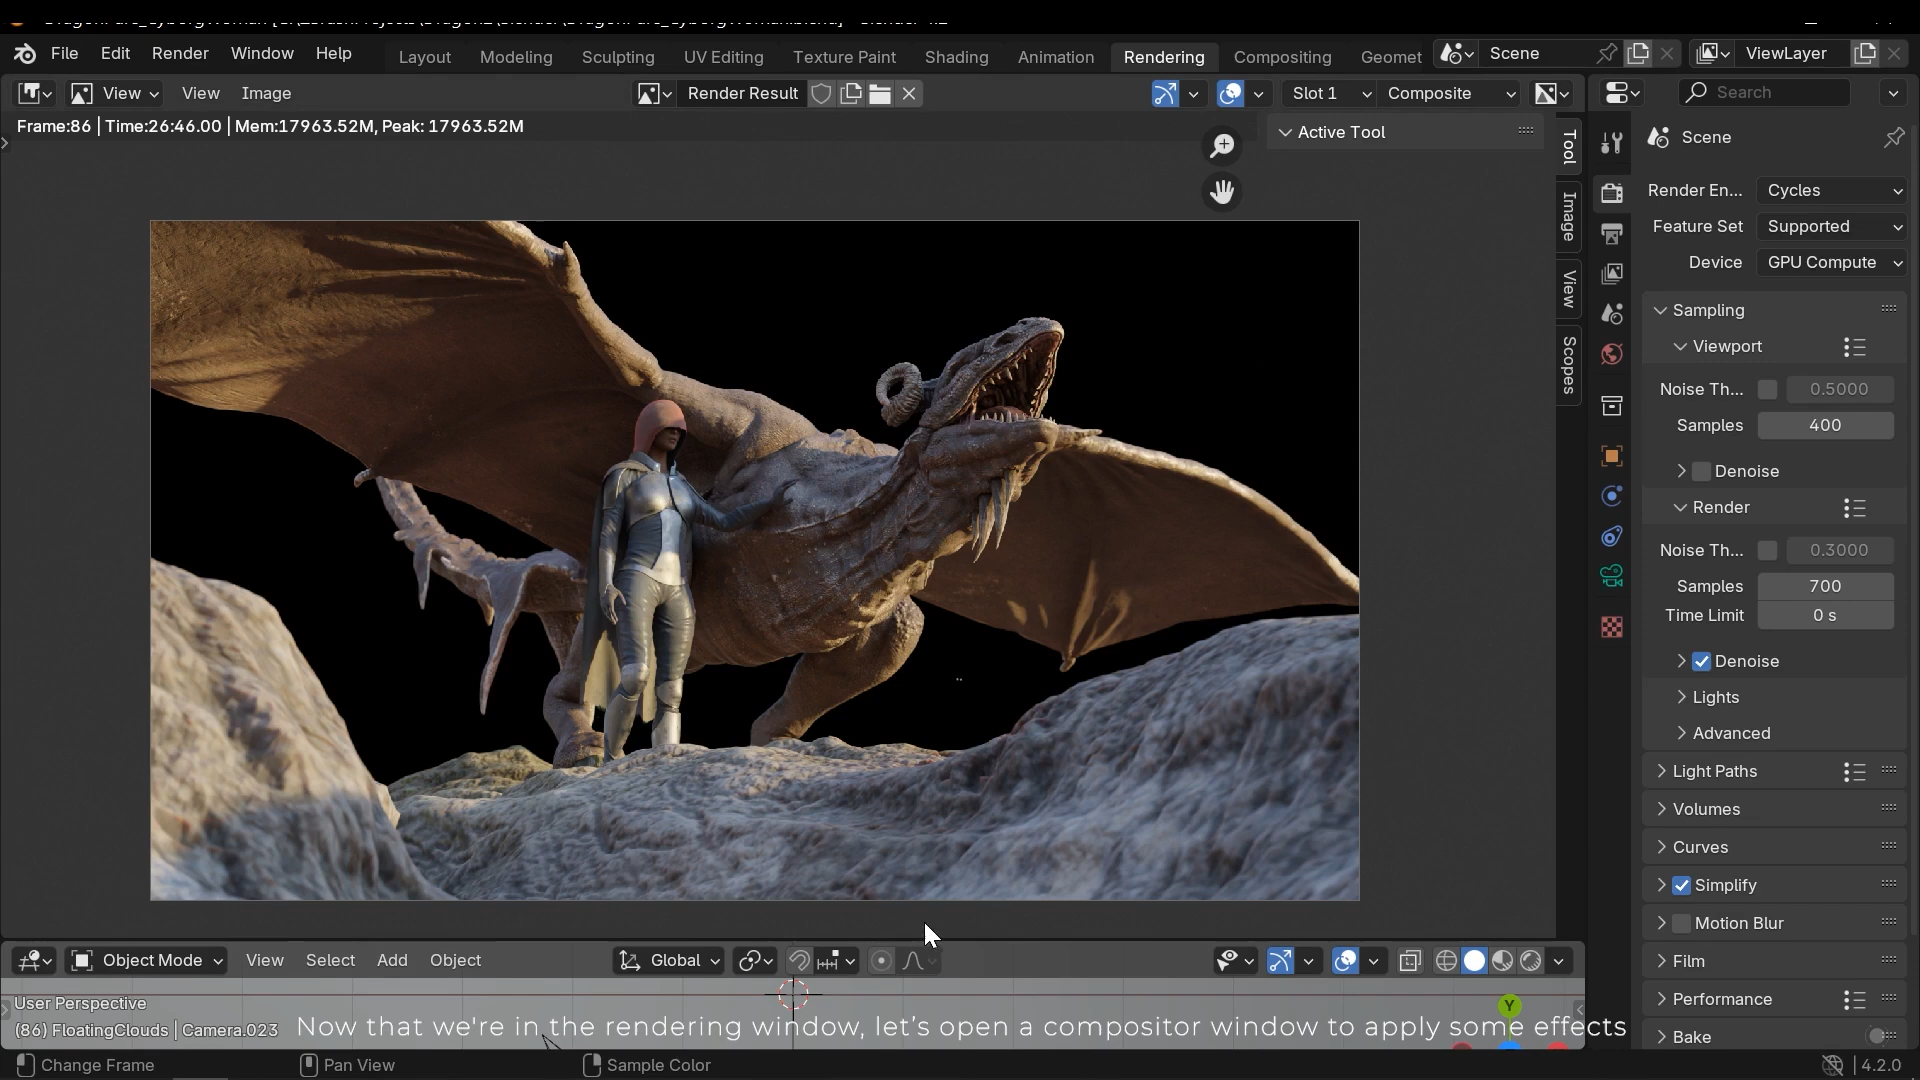 File Edit Render Window Help Layout Modeling Sculpting UV Editing Texture Paint Shading Animation Rendering Compositing Geomet Scene ViewLayer
View View Image Render Result Slot 1 Composite Search
Frame:86 | Time:26:46.00 | Mem:17963.52M, Peak: 17963.52M
Active Tool
Tool
Image
View
Scopes
Scene
Render En... Cycles
Feature Set Supported
Device GPU Compute
Sampling
Viewport
Noise Th... 0.5000
Samples 400
Denoise
Render
Noise Th... 0.3000
Samples 700
Time Limit 0 s
Denoise
Lights
Advanced
Light Paths
Volumes
Curves
Simplify
Motion Blur
Film
Performance
Bake
Object Mode View Select Add Object Global
User Perspective
(86) FloatingClouds | Camera.023
Y
Now that we're in the rendering window, let's open a compositor window to apply some effects
Change Frame Pan View Sample Color 4.2.0